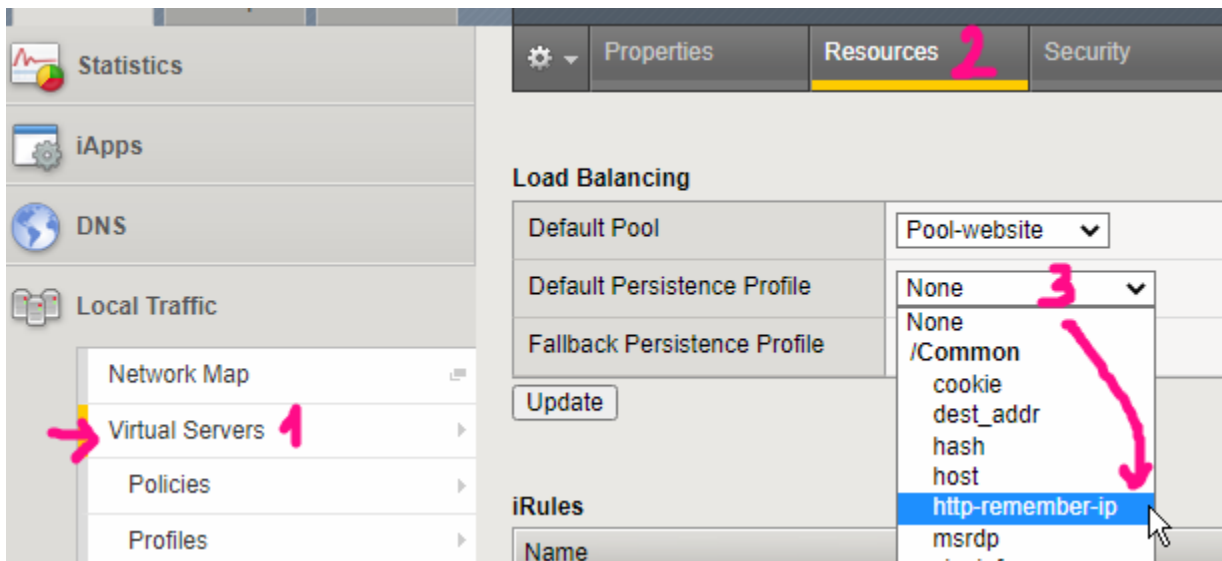 Statistics
iApps
DNS
Local Traffic
Network Map
Virtual Servers 1
Policies
Profiles
Properties
Resources 2
Security
Load Balancing
Default Pool
Pool-website
Default Persistence Profile
None 3
Fallback Persistence Profile
None
/Common
cookie
dest_addr
hash
host
http-remember-ip
msrdp
Update
iRules
Name